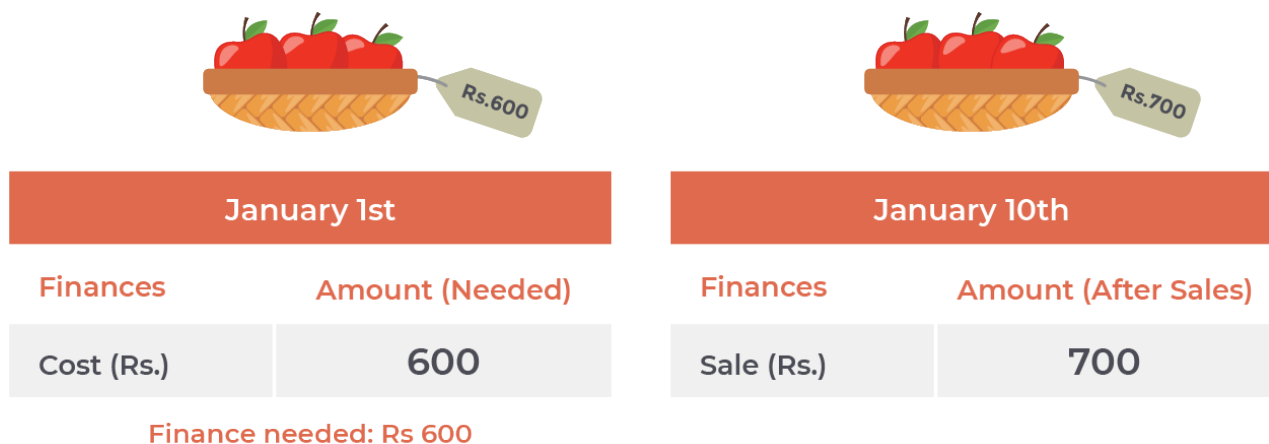 Rs.600
Rs.700
January 1st
Finances Amount (Needed)
Cost (Rs.) 600
Finance needed: Rs 600
January 10th
Finances Amount (After Sales)
Sale (Rs.) 700